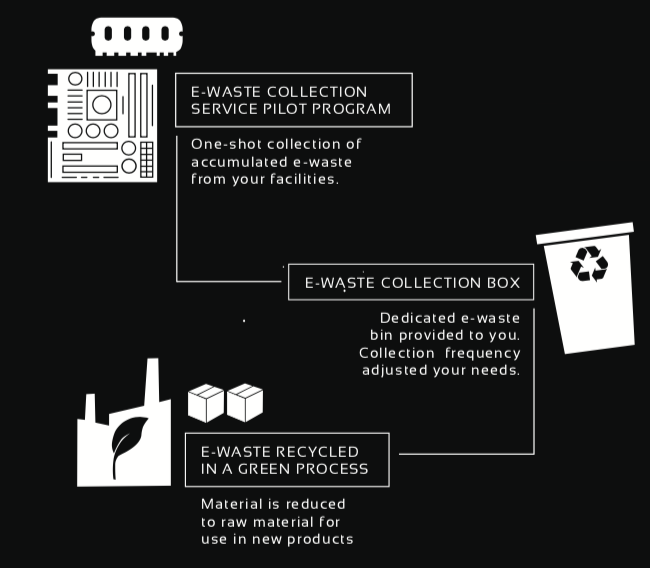 E-WASTE COLLECTION
SERVICE PILOT PROGRAM
One-shot collection of
accumulated e-waste
from your facilities.
E-WASTE COLLECTION BOX
Dedicated e-waste
bin provided to you.
Collection frequency
adjusted your needs.
E-WASTE RECYCLED
IN A GREEN PROCESS
Material is reduced
to raw material for
use in new products